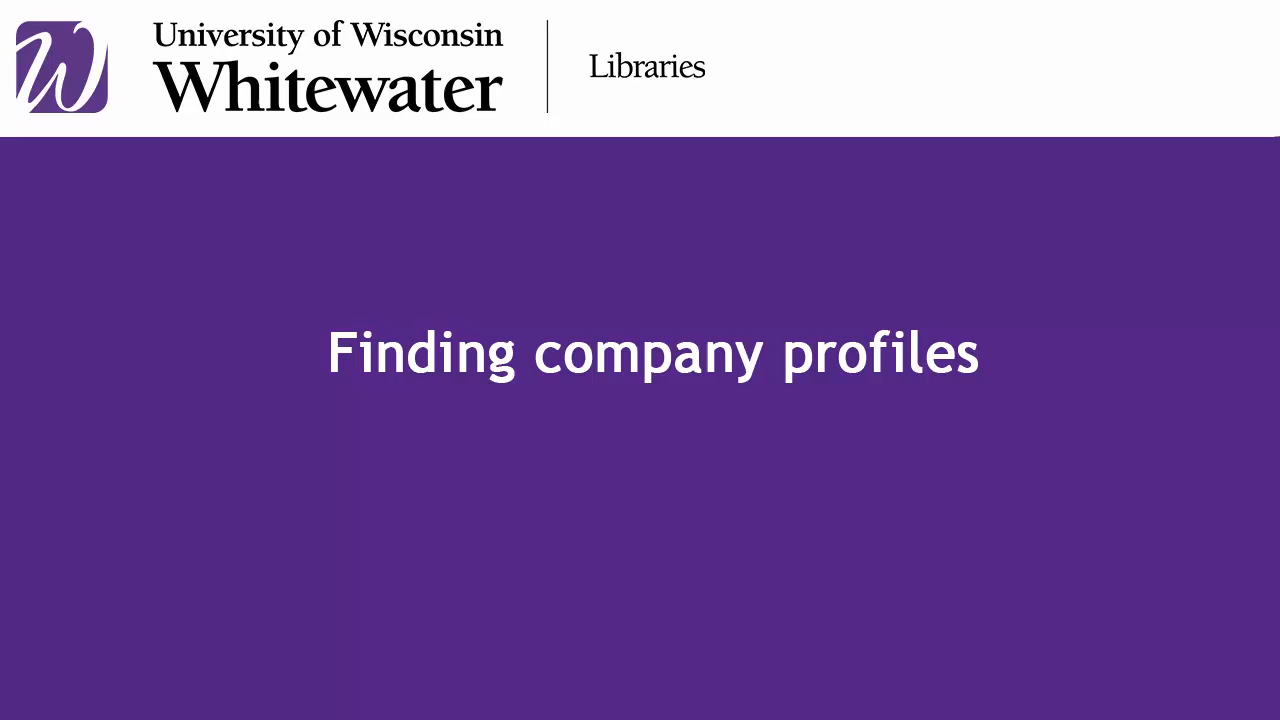 University of Wisconsin
Whitewater
Libraries
Finding company profiles